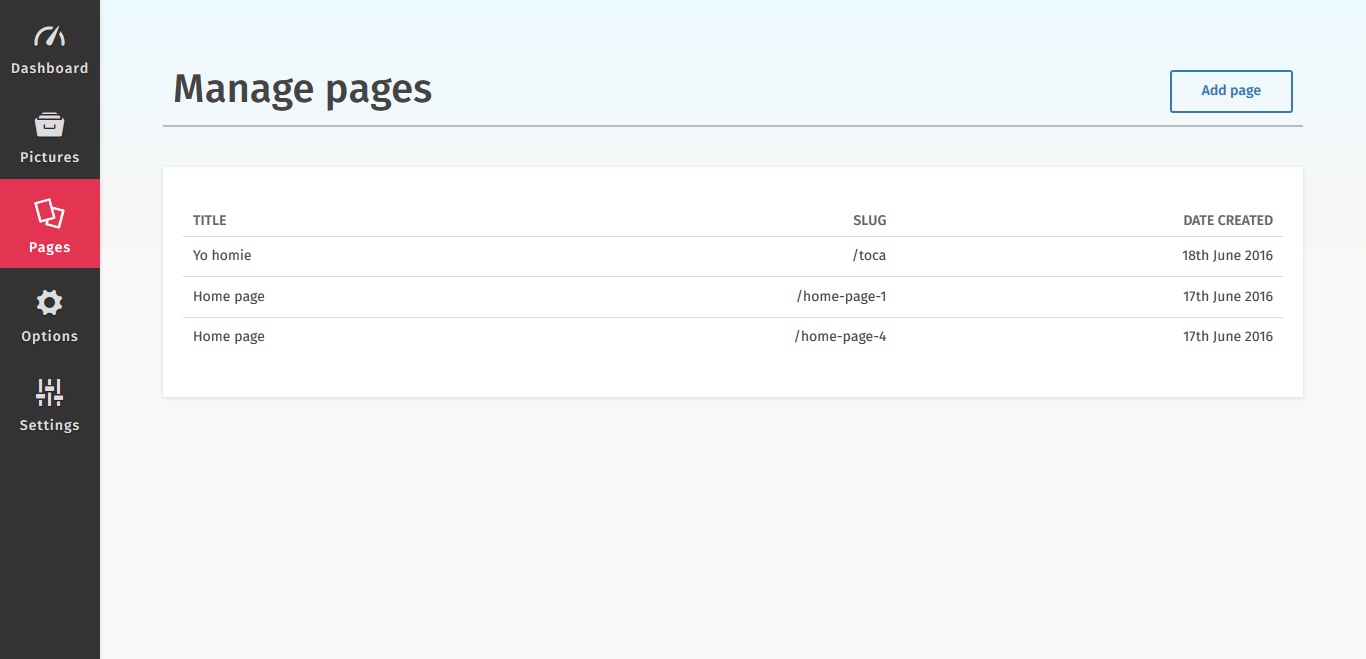 Dashboard
Pictures
Pages
Options
Settings
Manage pages
Add page
TITLE SLUG DATE CREATED
Yo homie /toca 18th June 2016
Home page /home-page-1 17th June 2016
Home page /home-page-4 17th June 2016